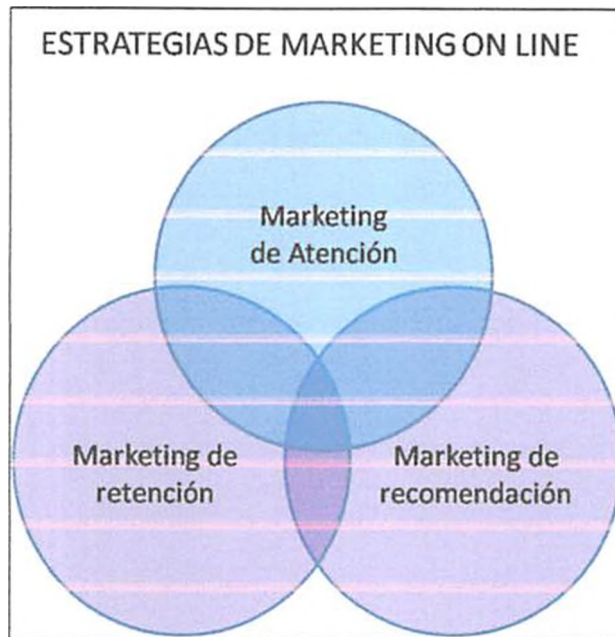 ESTRATEGIAS DE MARKETING ON LINE
Marketing
de Atención
Marketing de
retención
Marketing de
recomendación